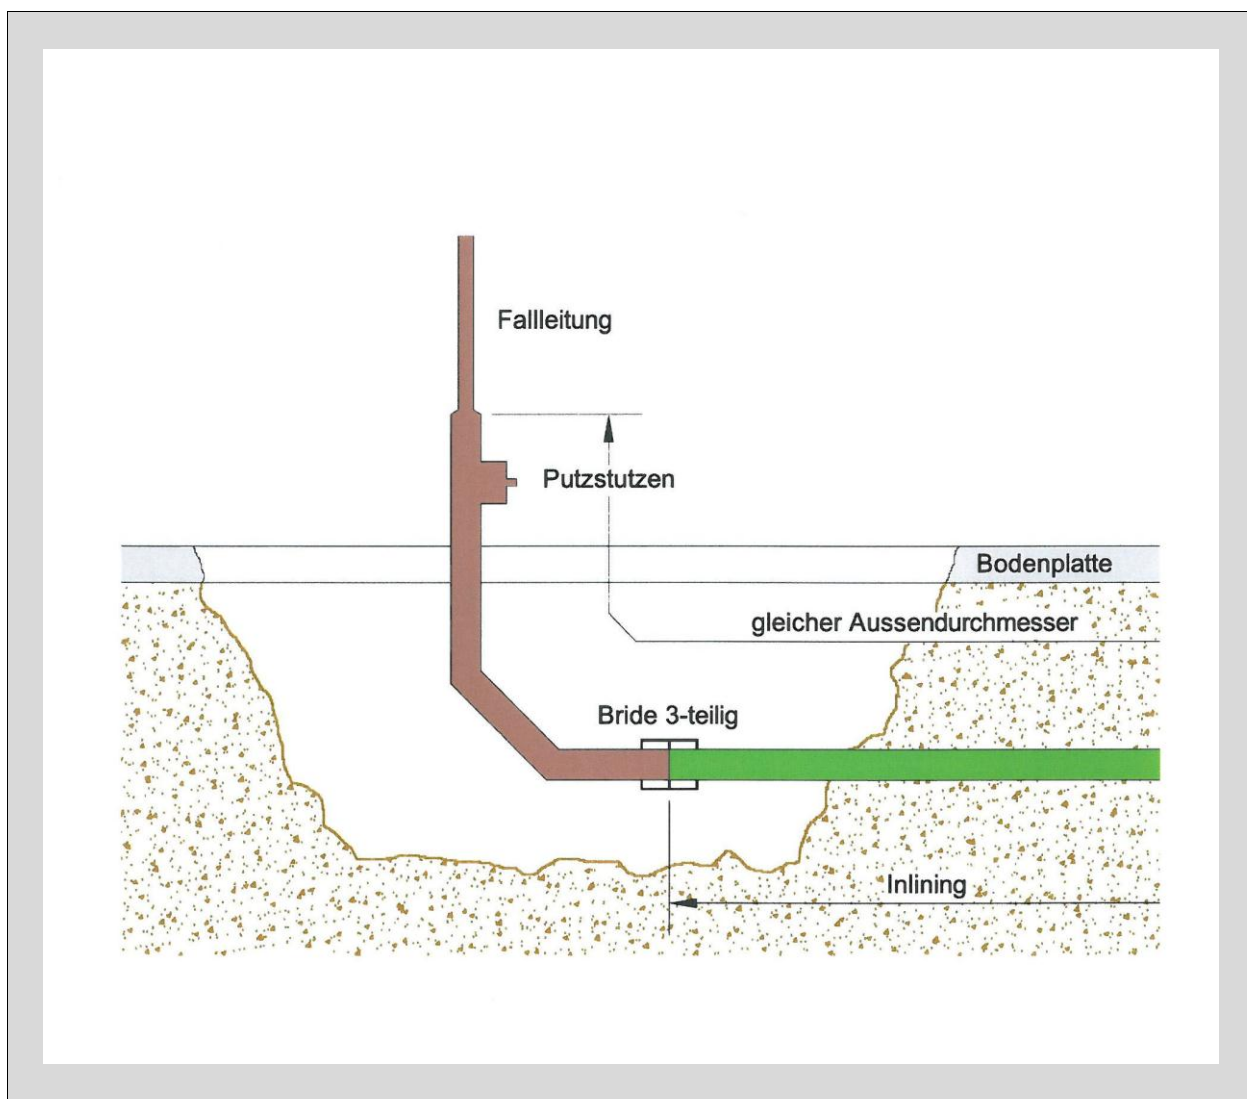 Fallleitung
Putzstutzen
Bodenplatte
gleicher Aussendurchmesser
Bride 3-teilig
Inlining